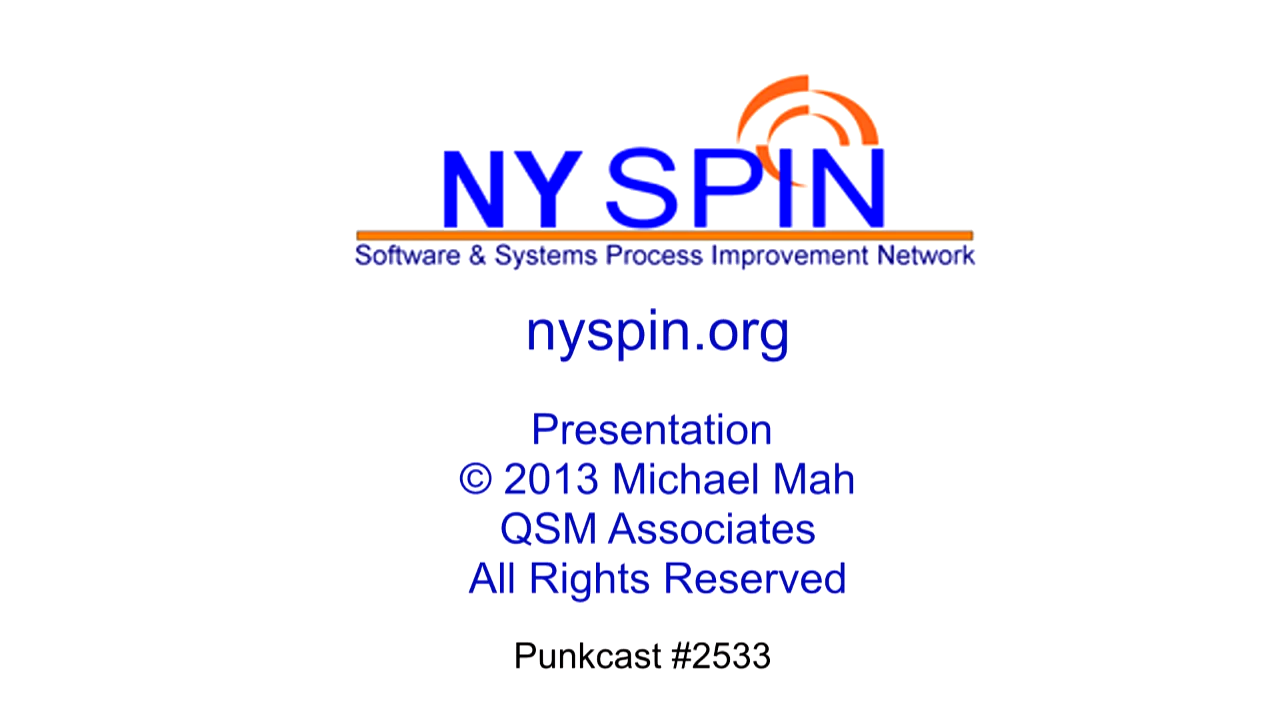 NY SPIN
Software & Systems Process Improvement Network
nyspin.org
Presentation
© 2013 Michael Mah
QSM Associates
All Rights Reserved
Punkcast #2533